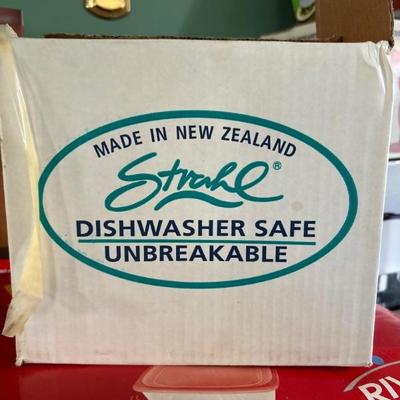 MADE IN NEW ZEALAND
Strahl®
DISHWASHER SAFE
UNBREAKABLE